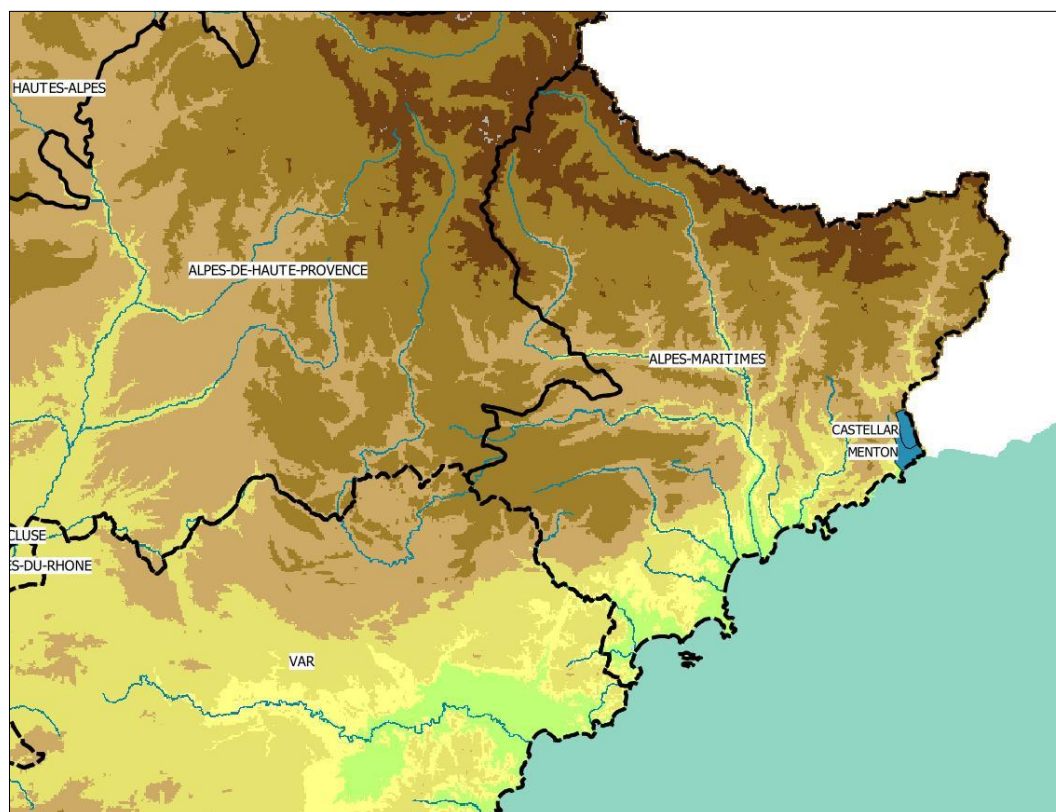 HAUTES-ALPES
ALPES-DE-HAUTE-PROVENCE
ALPES-MARITIMES
CASTELLAR
MENTON
CLUSE
ES-DU-RHONE
VAR